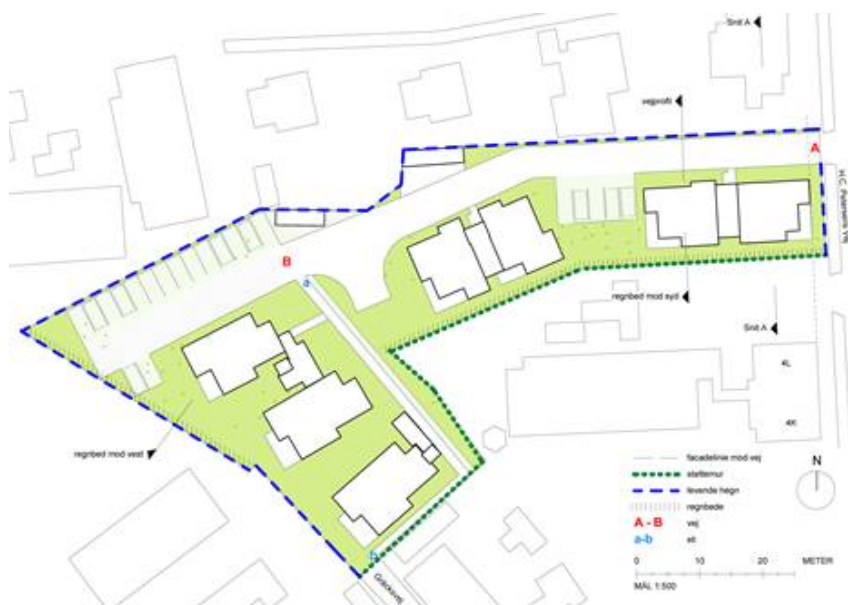 Snit A
vejprofil
A
H.C. Petersens Vej
B
a
regnbed mod syd
Snit A
4L
4K
regnbed mod vest
b
Gräcksvej
facadelinie mod vej
støttemur
levende hegn
regnbede
A - B vej
a-b sti
N
0 10 20 METER
MÅL 1:500